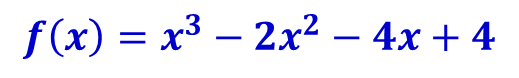 f(x) = x³ − 2x² − 4x + 4